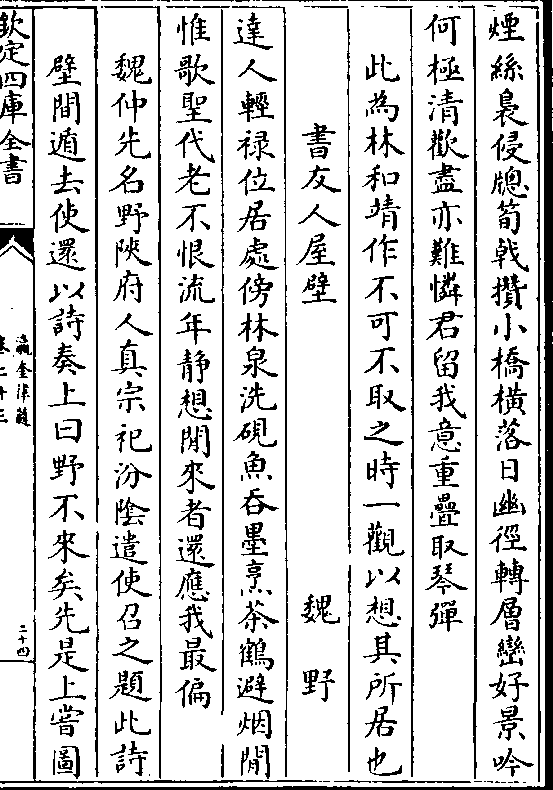 煙絲裊侵牕筍㦸攢小橋横落日幽徑轉層巒好景吟
何極清歡盡亦難憐君留我意重疊取琴彈
此為林和靖作不可不取之時一觀以想其所居也
書友人屋壁 魏野
達人輕禄位居處傍林泉洗硯魚吞墨烹茶鶴避烟閒
惟歌聖代老不恨流年静想閒來者還應我最偏
魏仲先名野陜府人真宗祀汾隂遣使召之題此詩
壁間遁去使還以詩奏上曰野不來矣先是上嘗圖
欽定四庫全書
瀛奎律髓
卷二十三
二十四